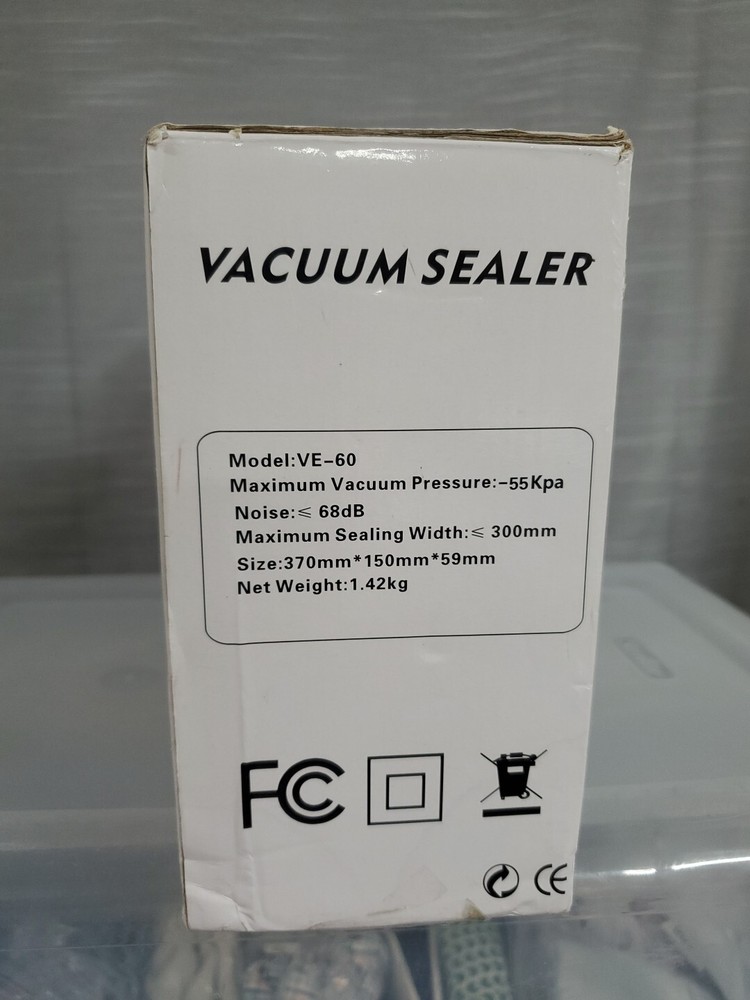 VACUUM SEALER
Model:VE-60
Maximum Vacuum Pressure:-55Kpa
Noise:≤ 68dB
Maximum Sealing Width:≤ 300mm
Size:370mm*150mm*59mm
Net Weight:1.42kg
FC
CE